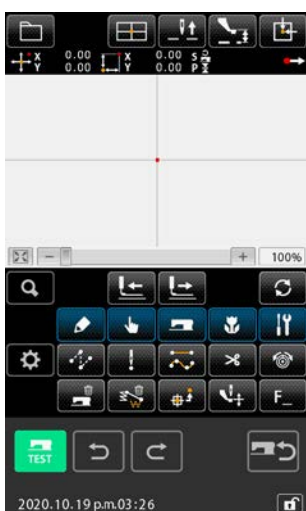 X 0.00 X 0.00 S
Y 0.00 Y 0.00 P
100%
F_
TEST
2020.10.19 p.m.03:26